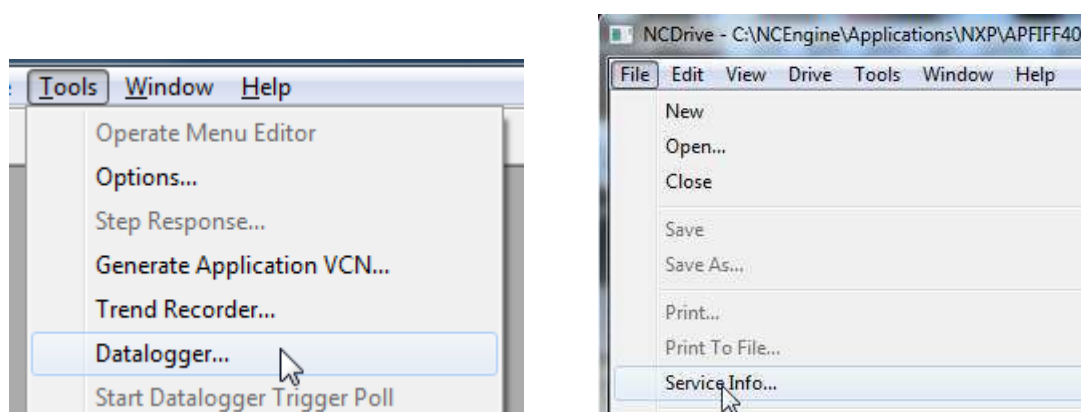 Tools Window Help
Operate Menu Editor
Options...
Step Response...
Generate Application VCN...
Trend Recorder...
Datalogger...
Start Datalogger Trigger Poll
NCDrive - C:\NCEngine\Applications\NXP\APFIFF40
File Edit View Drive Tools Window Help
New
Open...
Close
Save
Save As...
Print...
Print To File...
Service Info...